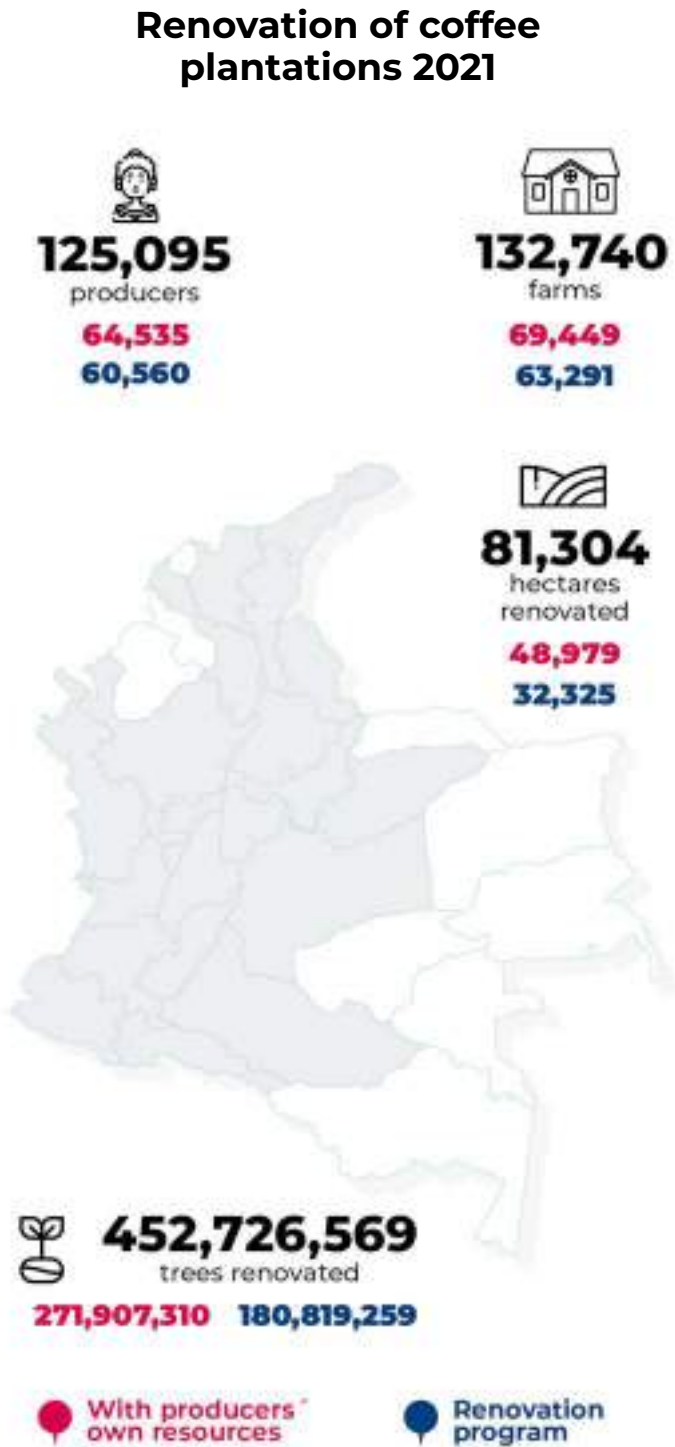 Renovation of coffee
plantations 2021
125,095
producers
64,535
60,560
132,740
farms
69,449
63,291
81,304
hectares
renovated
48,979
32,325
452,726,569
trees renovated
271,907,310 180,819,259
With producers´
own resources
Renovation
program